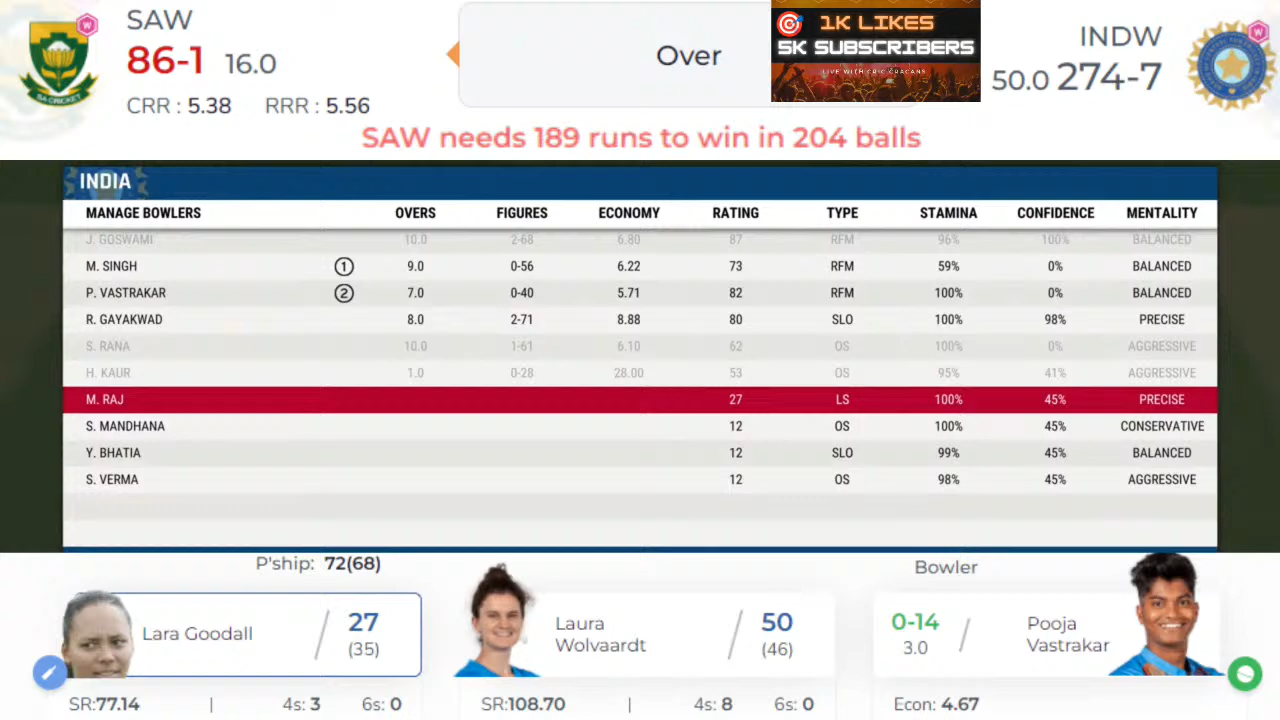 SAW
86-1 16.0
CRR : 5.38 RRR : 5.56
Over
1K LIKES
5K SUBSCRIBERS
LIVE WITH CRIC CRACANS
INDW
50.0 274-7
SA CRICKET
SAW needs 189 runs to win in 204 balls
INDIA
MANAGE BOWLERS OVERS FIGURES ECONOMY RATING TYPE STAMINA CONFIDENCE MENTALITY
J. GOSWAMI 10.0 2-68 6.80 87 RFM 96% 100% BALANCED
M. SINGH 1 9.0 0-56 6.22 73 RFM 59% 0% BALANCED
P. VASTRAKAR 2 7.0 0-40 5.71 82 RFM 100% 0% BALANCED
R. GAYAKWAD 8.0 2-71 8.88 80 SLO 100% 98% PRECISE
S. RANA 10.0 1-61 6.10 62 OS 100% 0% AGGRESSIVE
H. KAUR 1.0 0-28 28.00 53 OS 95% 41% AGGRESSIVE
M. RAJ 27 LS 100% 45% PRECISE
S. MANDHANA 12 OS 100% 45% CONSERVATIVE
Y. BHATIA 12 SLO 99% 45% BALANCED
S. VERMA 12 OS 98% 45% AGGRESSIVE
P'ship: 72(68)
Bowler
Lara Goodall / 27
(35)
Laura
Wolvaardt / 50
(46)
0-14 / Pooja
3.0 Vastrakar
SR:77.14 | 4s: 3 6s: 0
SR:108.70 | 4s: 8 6s: 0
Econ: 4.67